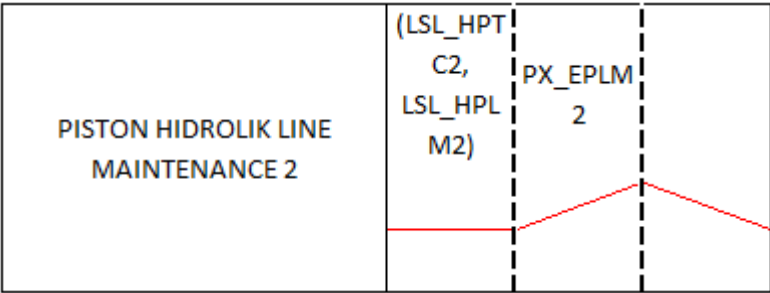 PISTON HIDROLIK LINE
MAINTENANCE 2
(LSL_HPT
C2,
LSL_HPL
M2)
PX_EPLM
2